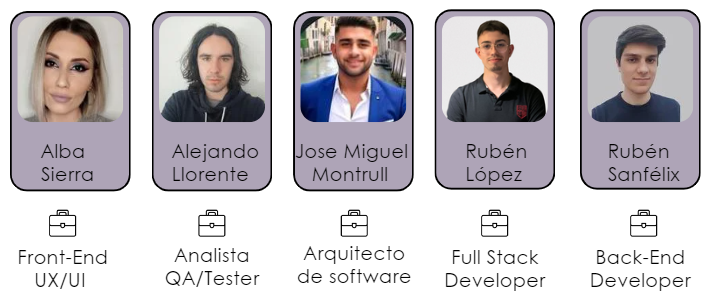 Alba
Sierra
Alejando
Llorente
Jose Miguel
Montrull
Rubén
López
Rubén
Sanfélix
Front-End
UX/UI
Analista
QA/Tester
Arquitecto
de software
Full Stack
Developer
Back-End
Developer